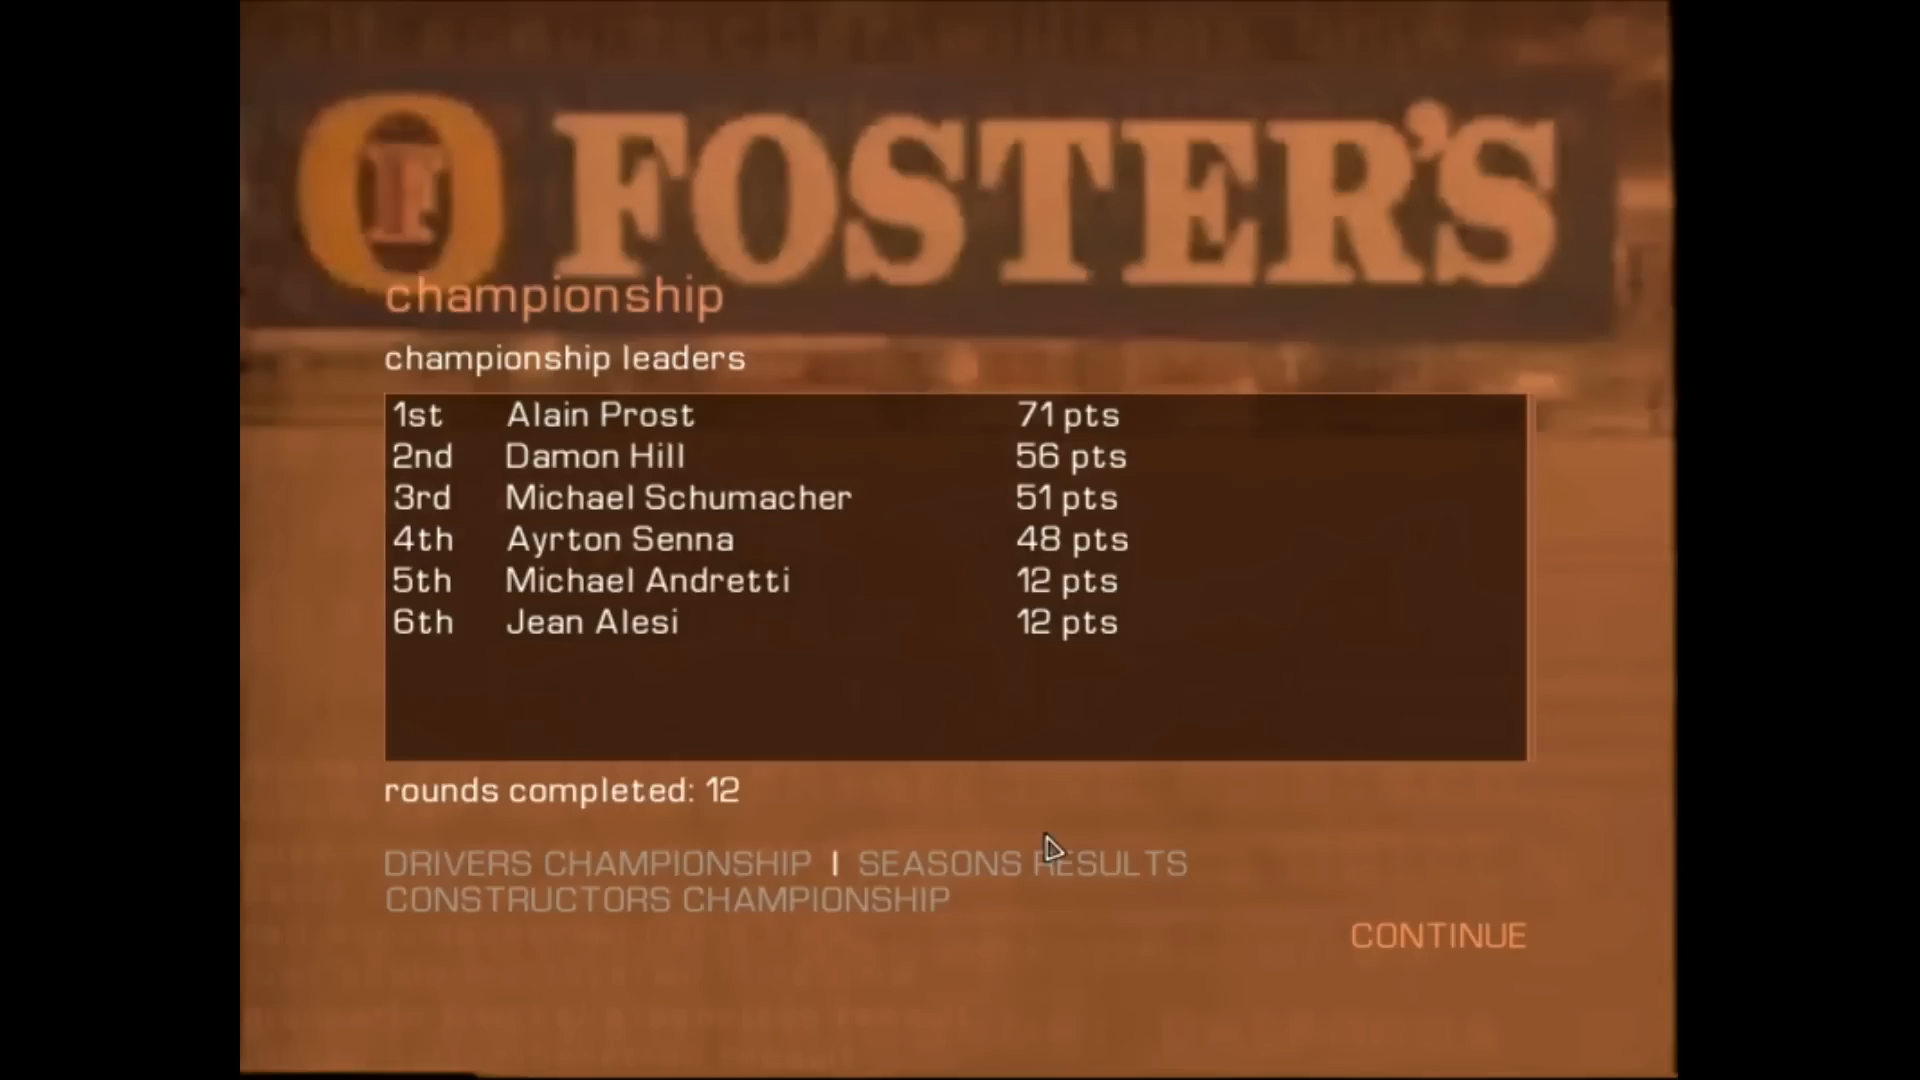 F FOSTER'S
championship
championship leaders
1st Alain Prost 71 pts
2nd Damon Hill 56 pts
3rd Michael Schumacher 51 pts
4th Ayrton Senna 48 pts
5th Michael Andretti 12 pts
6th Jean Alesi 12 pts
rounds completed: 12
DRIVERS CHAMPIONSHIP | SEASONS RESULTS
CONSTRUCTORS CHAMPIONSHIP
CONTINUE